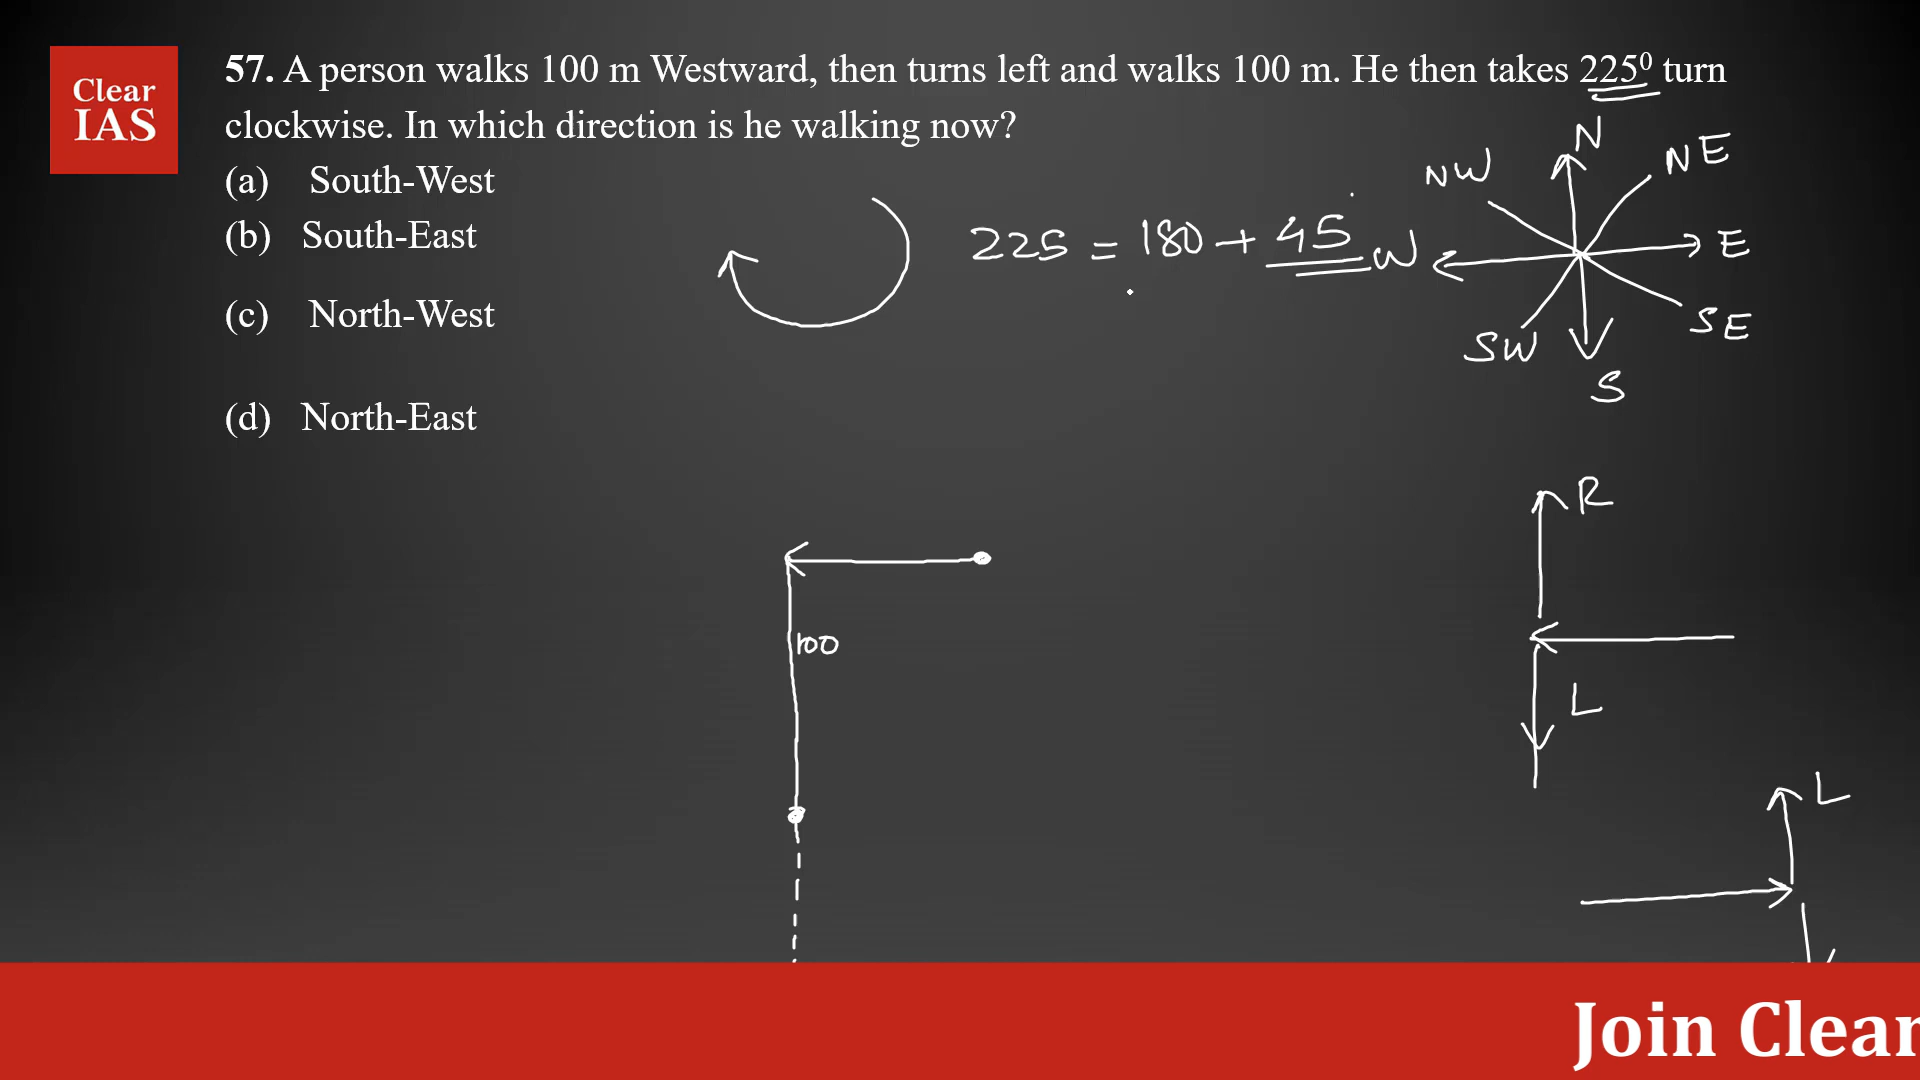 Clear
IAS
57. A person walks 100 m Westward, then turns left and walks 100 m. He then takes 225⁰ turn
clockwise. In which direction is he walking now?
(a) South-West
(b) South-East
(c) North-West
(d) North-East
225 = 180 + 45°
N
NW
NE
W
E
SW
SE
S
R
L
100
L
Join Clear